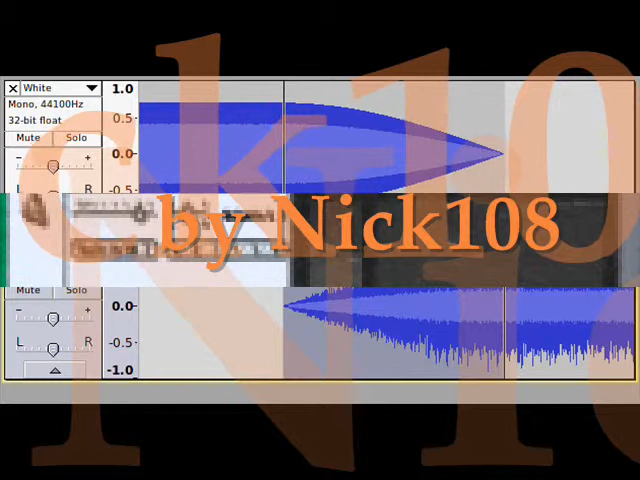 White
1.0
Mono, 44100Hz
0.5-
32-bit float
Mute Solo
- +
0.0-
L R
-0.5-
by Nick108
Mute Solo
- +
0.0-
L R
-0.5-
-1.0